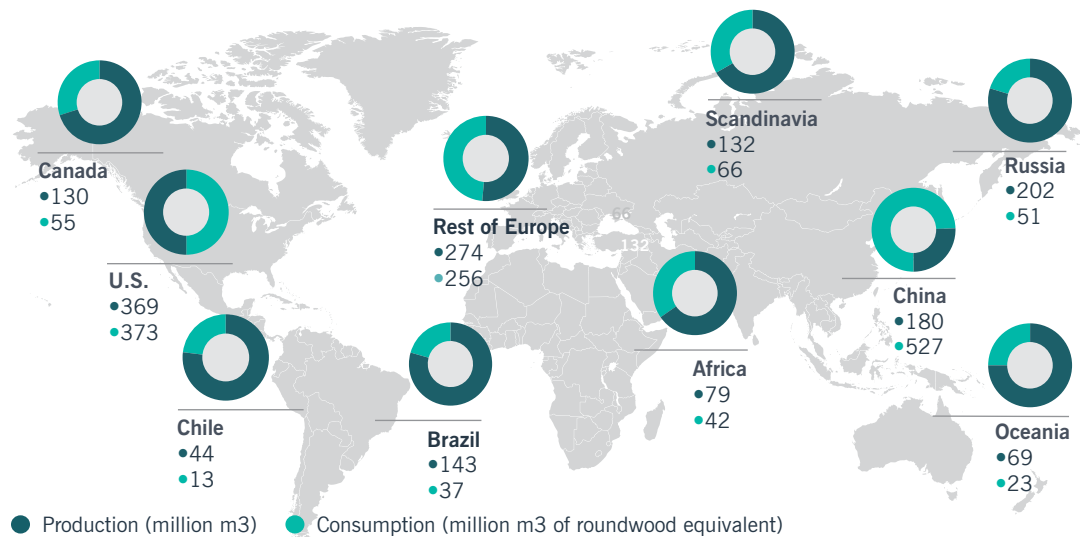 Canada
130
55
U.S.
369
373
Chile
44
13
Brazil
143
37
Rest of Europe
274
256
66
132
Scandinavia
132
66
Africa
79
42
Russia
202
51
China
180
527
Oceania
69
23
Production (million m3)
Consumption (million m3 of roundwood equivalent)